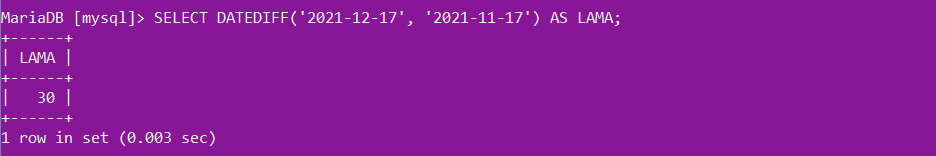 MariaDB [mysql]> SELECT DATEDIFF('2021-12-17', '2021-11-17') AS LAMA;
+------+
| LAMA |
+------+
|   30 |
+------+
1 row in set (0.003 sec)